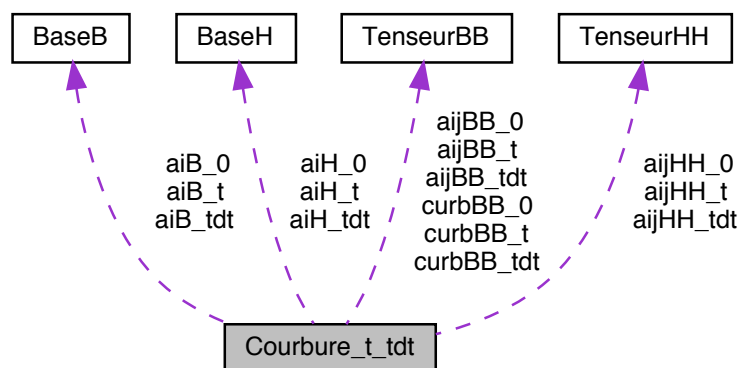 BaseB
BaseH
TenseurBB
TenseurHH
aiB_0
aiB_t
aiB_tdt
aiH_0
aiH_t
aiH_tdt
aijBB_0
aijBB_t
aijBB_tdt
curbBB_0
curbBB_t
curbBB_tdt
aijHH_0
aijHH_t
aijHH_tdt
Courbure_t_tdt